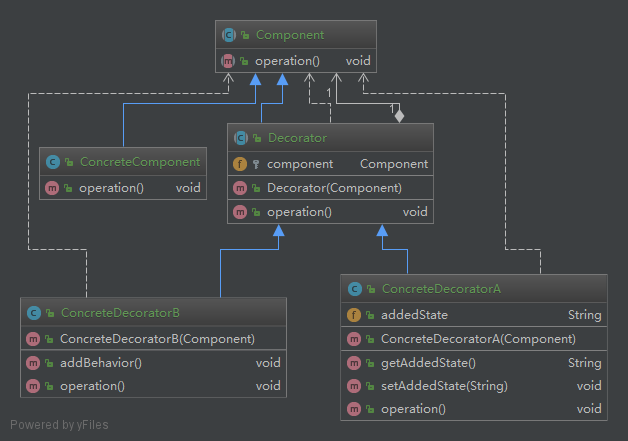 Component
operation() void
1
1
Decorator
component Component
Decorator(Component)
operation() void
ConcreteComponent
operation() void
ConcreteDecoratorB
ConcreteDecoratorB(Component)
addBehavior() void
operation() void
ConcreteDecoratorA
addedState String
ConcreteDecoratorA(Component)
getAddedState() String
setAddedState(String) void
operation() void
Powered by yFiles